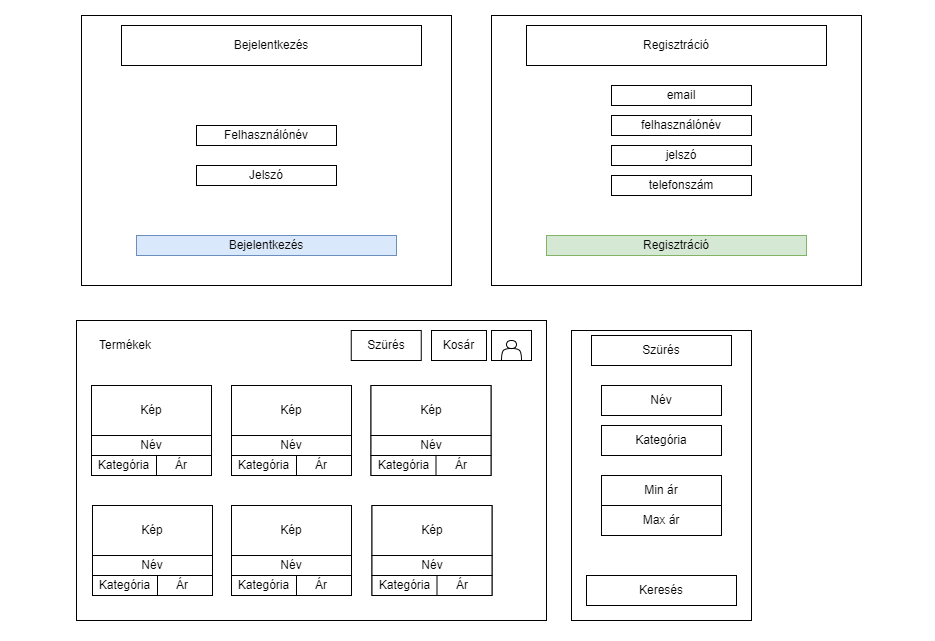 Bejelentkezés
Felhasználónév
Jelszó
Bejelentkezés
Regisztráció
email
felhasználónév
jelszó
telefonszám
Regisztráció
Termékek Szürés Kosár
Kép Kép Kép
Név Név Név
Kategória Ár Kategória Ár Kategória Ár
Kép Kép Kép
Név Név Név
Kategória Ár Kategória Ár Kategória Ár
Szürés
Név
Kategória
Min ár
Max ár
Keresés